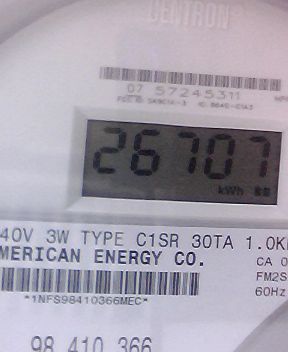 CENTRON
07 57245311
26707
kWh
40V 3W TYPE C1SR 30TA 1.0K
MERICAN ENERGY CO.
CA 0
FM2S
60Hz
*1NFS98410366MEC*
98 410 366